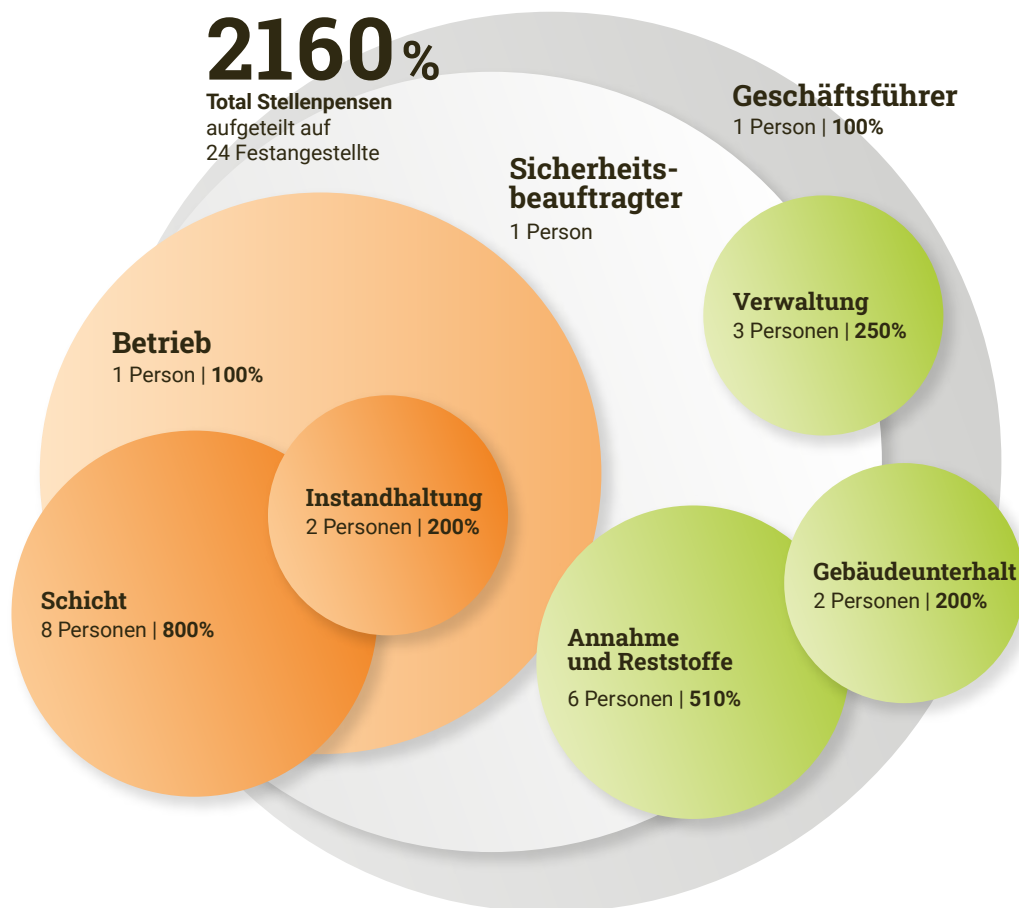 2160 %
Total Stellenpensen
aufgeteilt auf
24 Festangestellte
Geschäftsführer
1 Person | 100%
Sicherheits-
beauftragter
1 Person
Verwaltung
3 Personen | 250%
Betrieb
1 Person | 100%
Instandhaltung
2 Personen | 200%
Schicht
8 Personen | 800%
Gebäudeunterhalt
2 Personen | 200%
Annahme
und Reststoffe
6 Personen | 510%